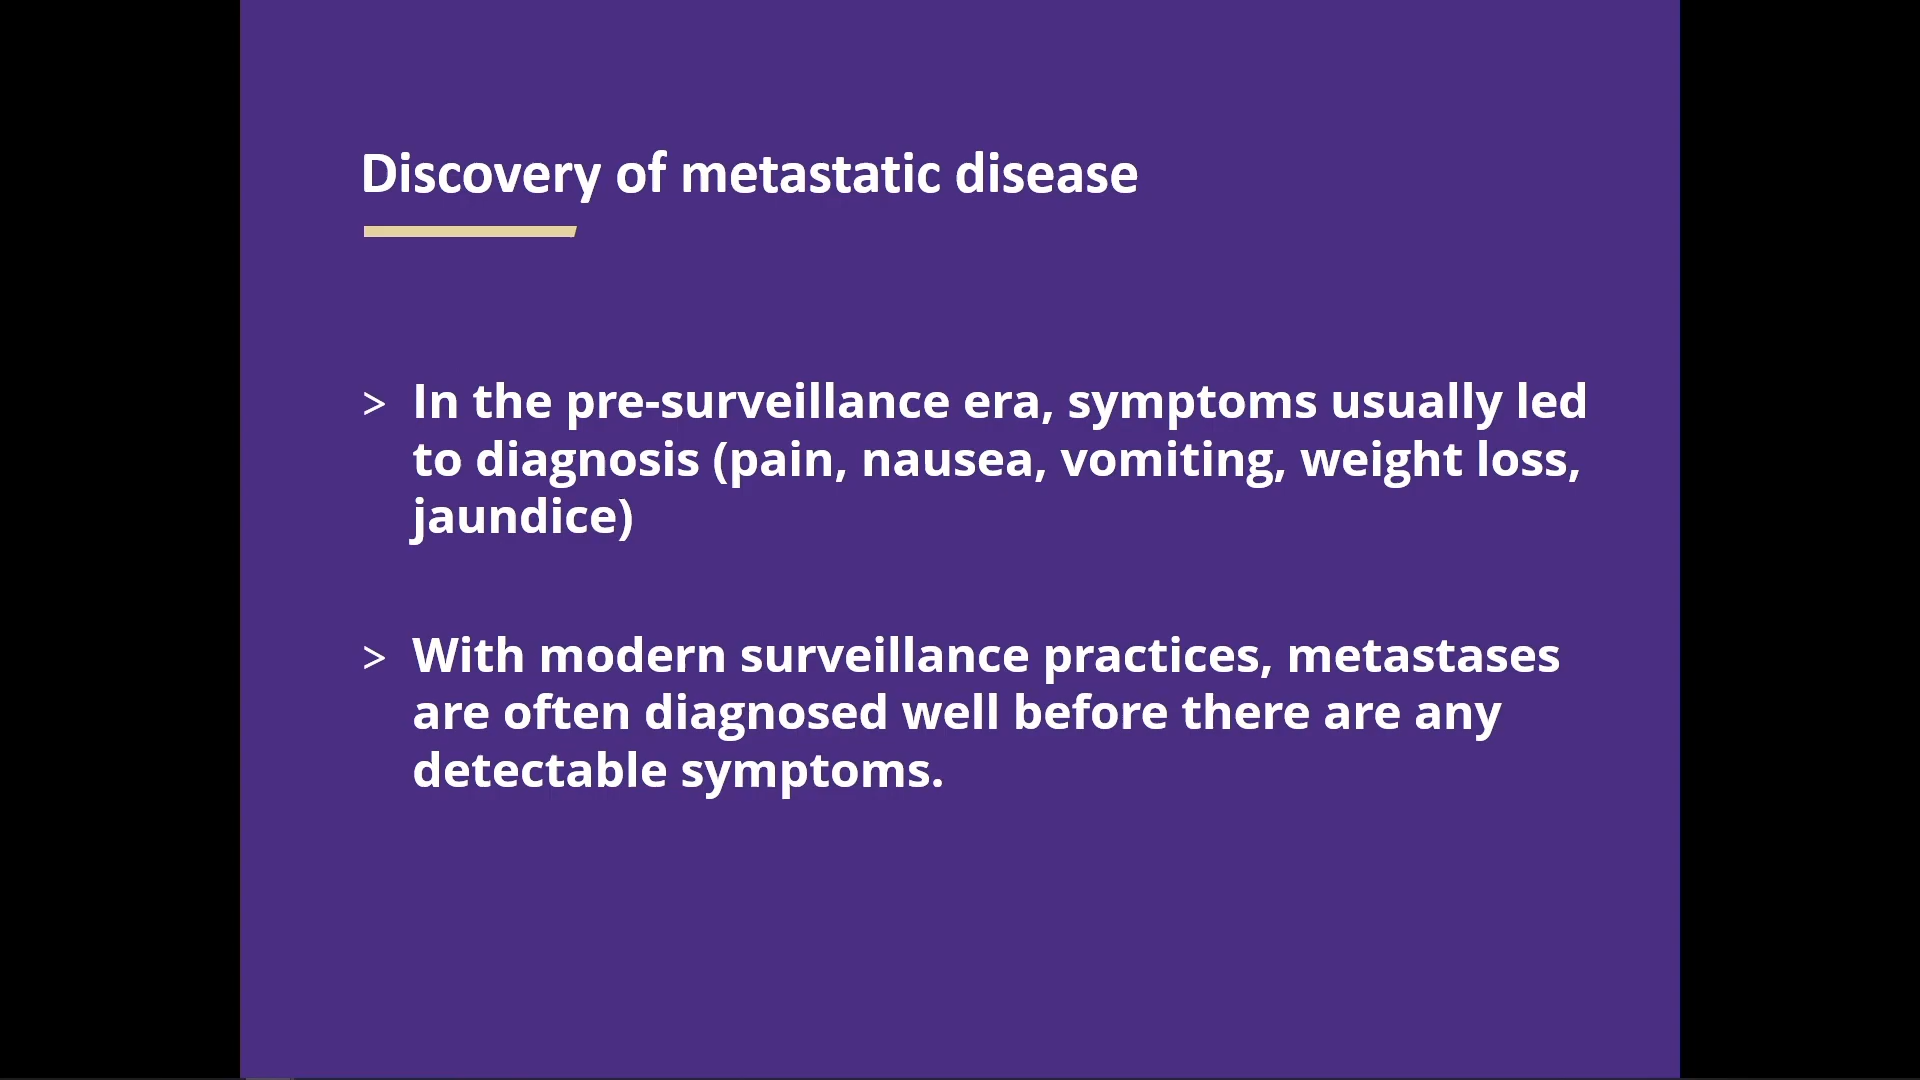 Discovery of metastatic disease
> In the pre-surveillance era, symptoms usually led
to diagnosis (pain, nausea, vomiting, weight loss,
jaundice)
> With modern surveillance practices, metastases
are often diagnosed well before there are any
detectable symptoms.